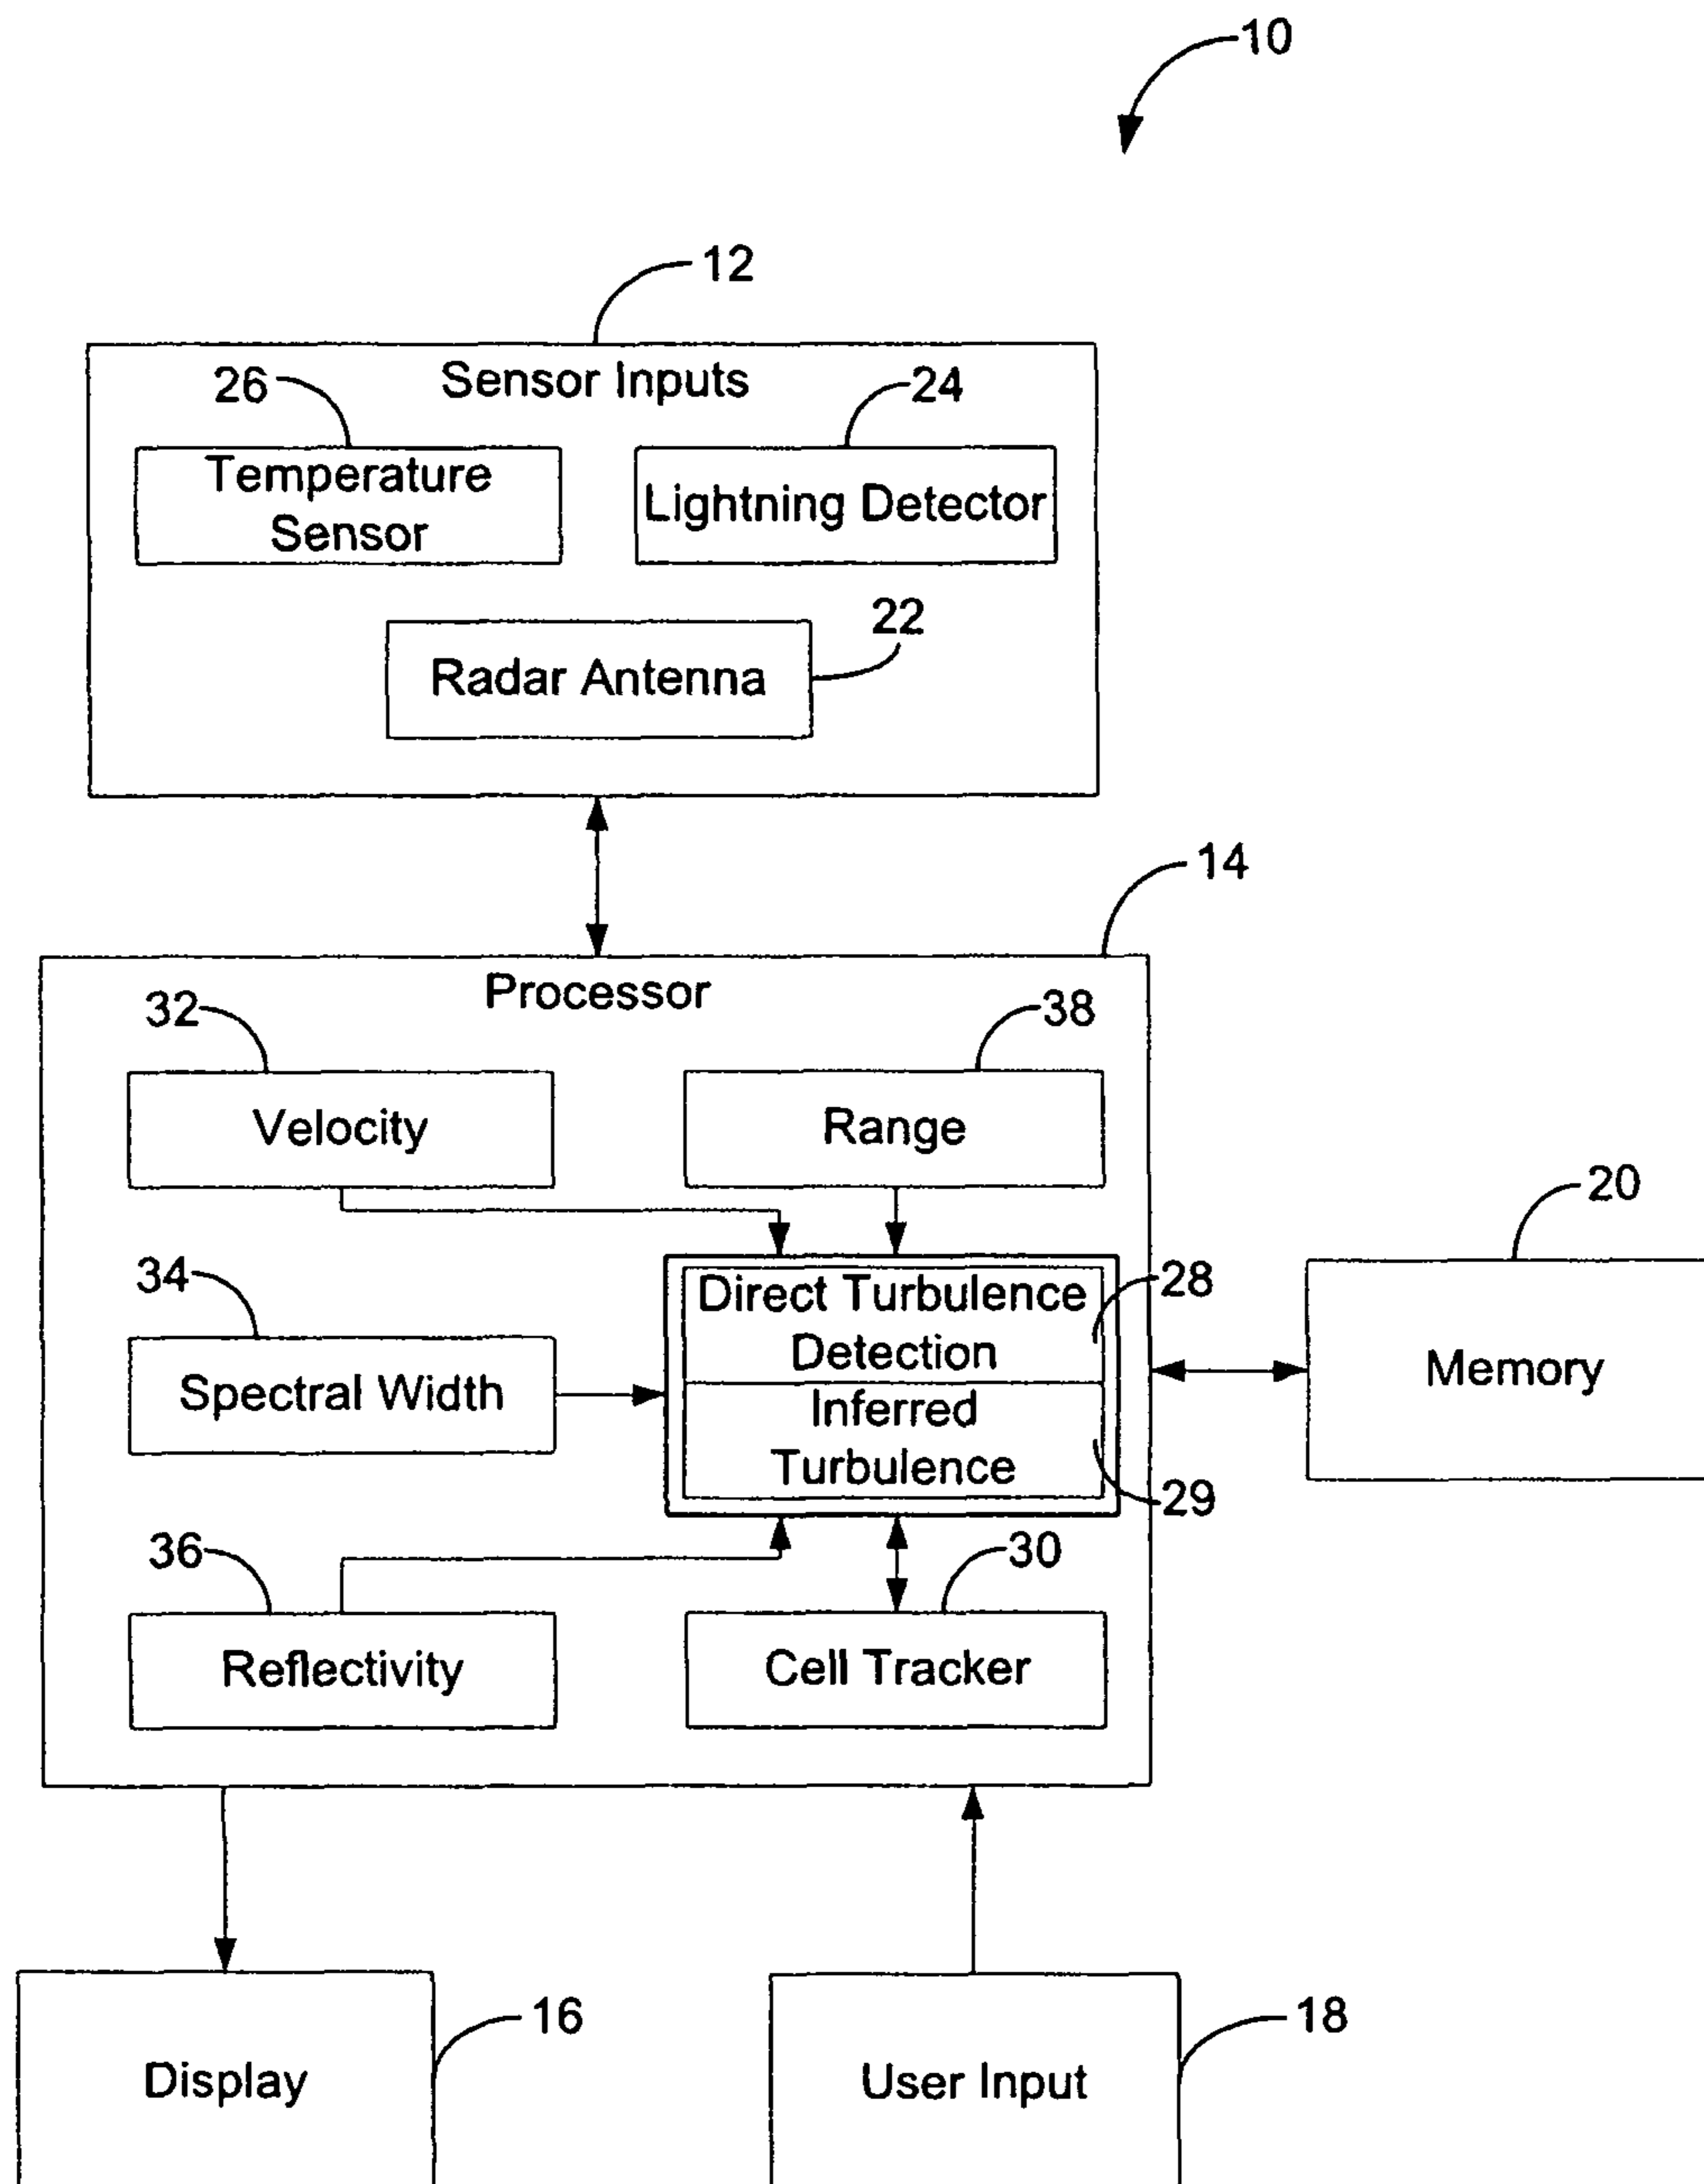 10
12
Sensor Inputs
26
24
Temperature
Sensor
Lightning Detector
22
Radar Antenna
14
Processor
32
38
Velocity
Range
20
34
28
Direct Turbulence
Detection
Memory
Spectral Width
Inferred
Turbulence
29
36
30
Reflectivity
Cell Tracker
16
18
Display
User Input